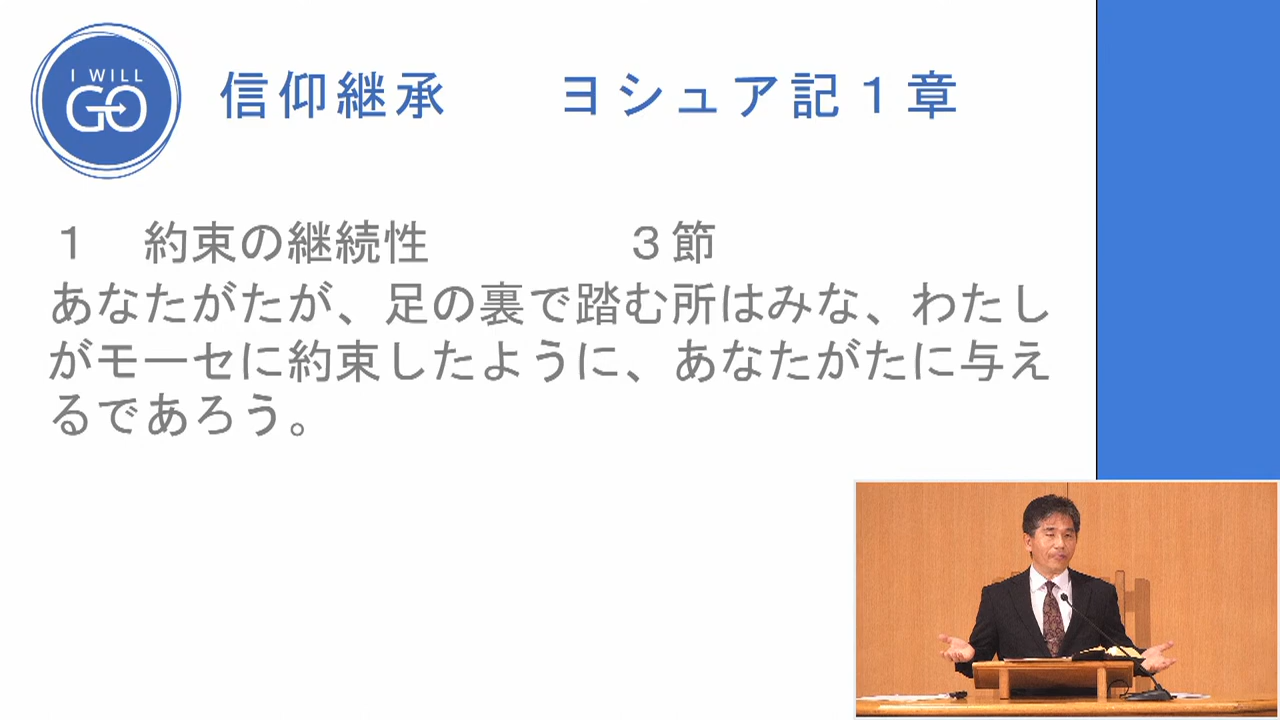 I WILL
GO
信仰継承　　ヨシュア記１章
１　約束の継続性　　　　３節
あなたがたが、足の裏で踏む所はみな、わたし
がモーセに約束したように、あなたがたに与え
るであろう。